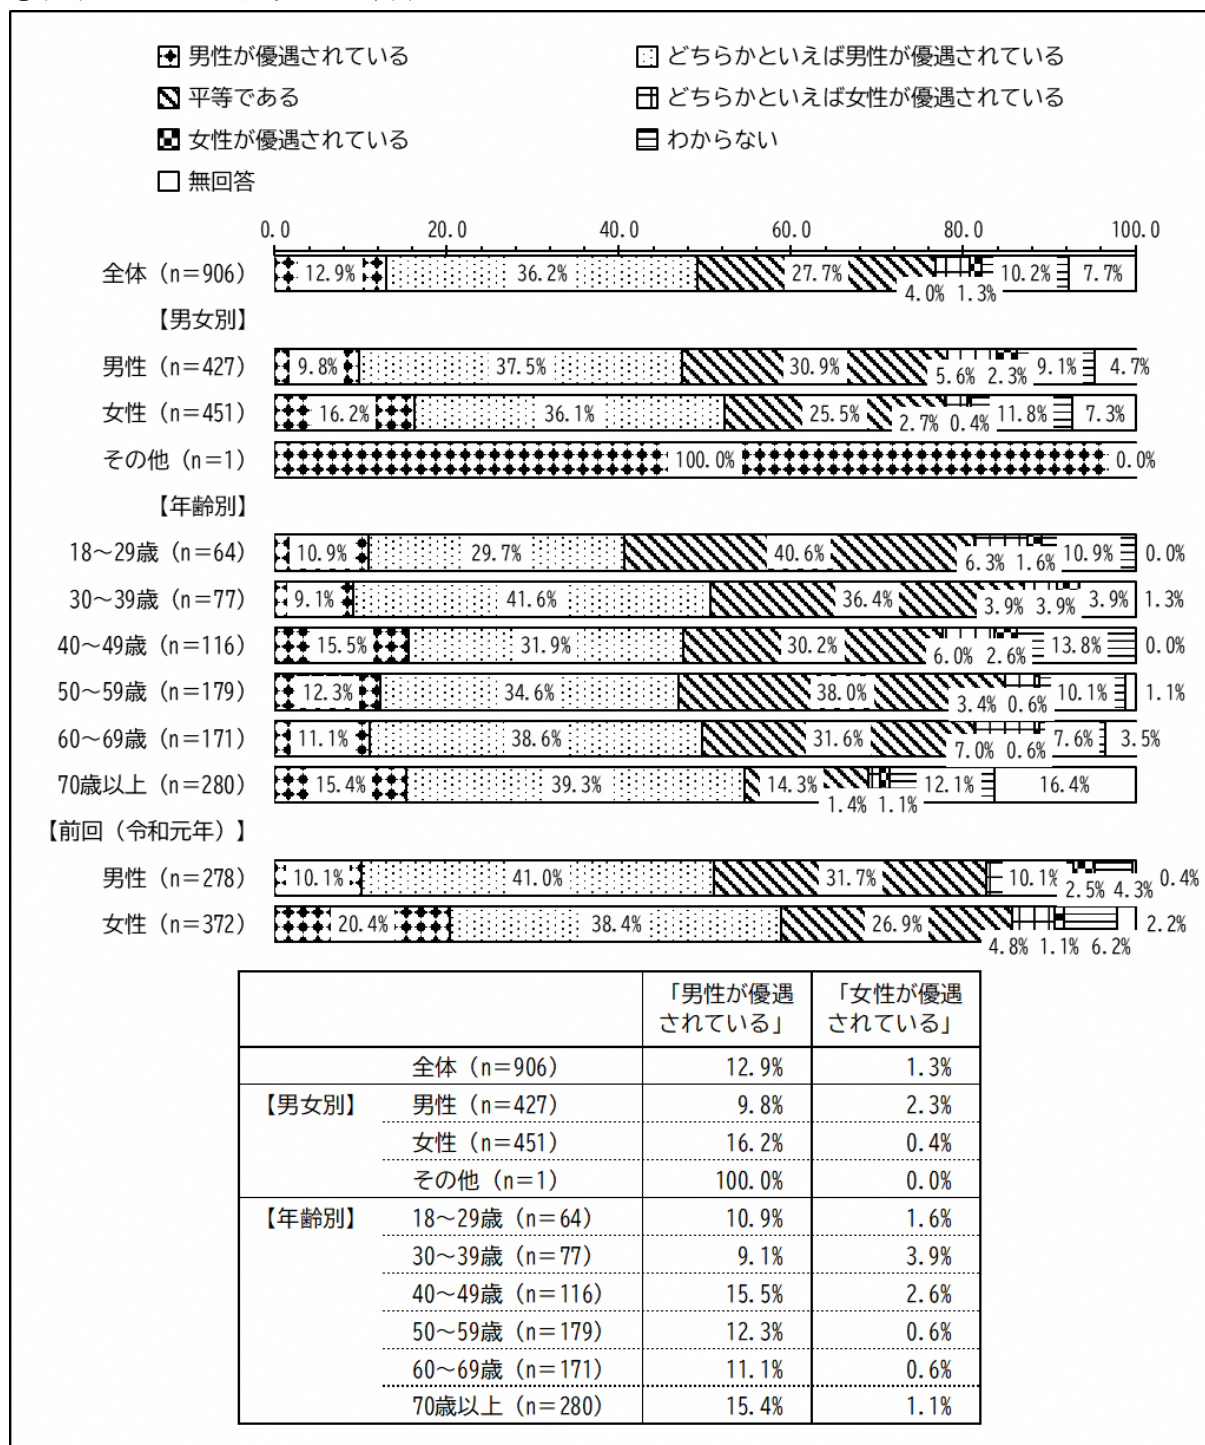 男性が優遇されている どちらかといえば男性が優遇されている
平等である どちらかといえば女性が優遇されている
女性が優遇されている わからない
無回答
0.0 20.0 40.0 60.0 80.0 100.0
全体（n＝906） 12.9% 36.2% 27.7% 4.0% 1.3% 10.2% 7.7%
【男女別】
男性（n＝427） 9.8% 37.5% 30.9% 5.6% 2.3% 9.1% 4.7%
女性（n＝451） 16.2% 36.1% 25.5% 2.7% 0.4% 11.8% 7.3%
その他（n＝1） 100.0% 0.0%
【年齢別】
18～29歳（n＝64） 10.9% 29.7% 40.6% 6.3% 1.6% 10.9% 0.0%
30～39歳（n＝77） 9.1% 41.6% 36.4% 3.9% 3.9% 3.9% 1.3%
40～49歳（n＝116） 15.5% 31.9% 30.2% 6.0% 2.6% 13.8% 0.0%
50～59歳（n＝179） 12.3% 34.6% 38.0% 3.4% 0.6% 10.1% 1.1%
60～69歳（n＝171） 11.1% 38.6% 31.6% 7.0% 0.6% 7.6% 3.5%
70歳以上（n＝280） 15.4% 39.3% 14.3% 1.4% 1.1% 12.1% 16.4%
【前回（令和元年）】
男性（n＝278） 10.1% 41.0% 31.7% 10.1% 2.5% 4.3% 0.4%
女性（n＝372） 20.4% 38.4% 26.9% 4.8% 1.1% 6.2% 2.2%
「男性が優遇 「女性が優遇
されている」 されている」
全体（n＝906） 12.9% 1.3%
【男女別】 男性（n＝427） 9.8% 2.3%
女性（n＝451） 16.2% 0.4%
その他（n＝1） 100.0% 0.0%
【年齢別】 18～29歳（n＝64） 10.9% 1.6%
30～39歳（n＝77） 9.1% 3.9%
40～49歳（n＝116） 15.5% 2.6%
50～59歳（n＝179） 12.3% 0.6%
60～69歳（n＝171） 11.1% 0.6%
70歳以上（n＝280） 15.4% 1.1%